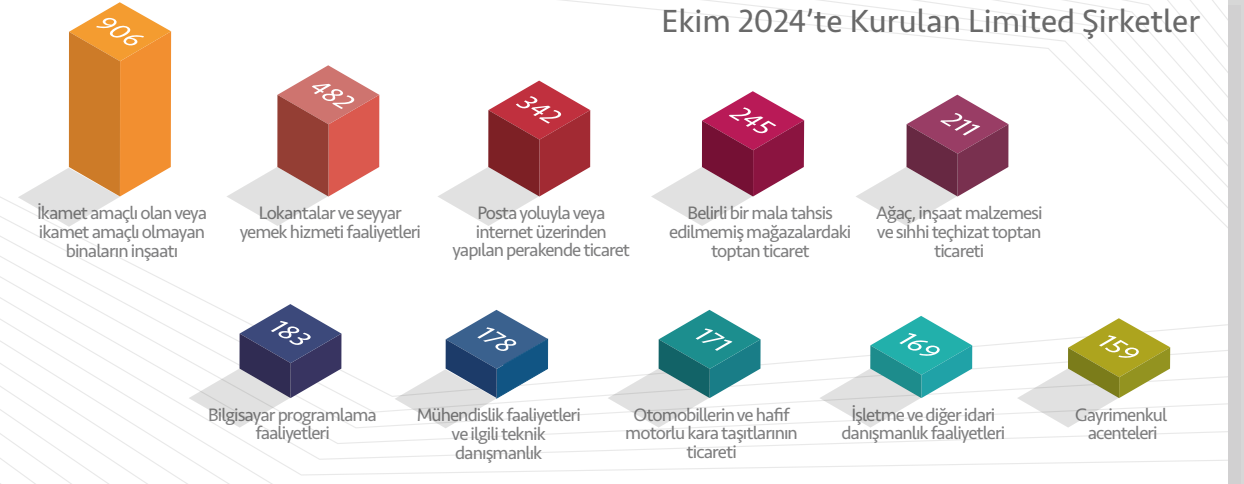 Ekim 2024’te Kurulan Limited Şirketler
906
İkamet amaçlı olan veya
ikamet amaçlı olmayan
binaların inşaatı
482
Lokantalar ve seyyar
yemek hizmeti faaliyetleri
342
Posta yoluyla veya
internet üzerinden
yapılan perakende ticaret
245
Belirli bir mala tahsis
edilmemiş mağazalardaki
toptan ticaret
211
Ağaç, inşaat malzemesi
ve sıhhi teçhizat toptan
ticareti
183
Bilgisayar programlama
faaliyetleri
178
Mühendislik faaliyetleri
ve ilgili teknik
danışmanlık
171
Otomobillerin ve hafif
motorlu kara taşıtlarının
ticareti
169
İşletme ve diğer idari
danışmanlık faaliyetleri
159
Gayrimenkul
acenteleri